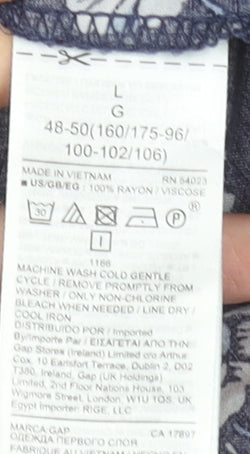 L
G
48-50(160/175-96/
100-102/106)
MADE IN VIETNAM RN 54023
■ US/GB/EG : 100% RAYON / VISCOSE
30
P ®
I
1166
MACHINE WASH COLD GENTLE
CYCLE / REMOVE PROMPTLY FROM
WASHER / ONLY NON-CHLORINE
BLEACH WHEN NEEDED / LINE DRY /
COOL IRON
DISTRIBUIDO POR / Imported
By/Importe Par / ΕΙΣΑΓΕΤΑΙ ΑΠΟ ΤΗΝ
Gap Stores (Ireland) Limited c/o Arthur
Cox, 10 Earlsfort Terrace, Dublin 2, D02
T380, Ireland, Gap (UK Holdings)
Limited, 2nd Floor Nations House, 103
Wigmore Street, London, W1U 1QS, UK
Egypt Importer: RIGE, LLC
MARCA GAP CA 17897
ОДЕЖДА ПЕРВОГО СЛОЯ